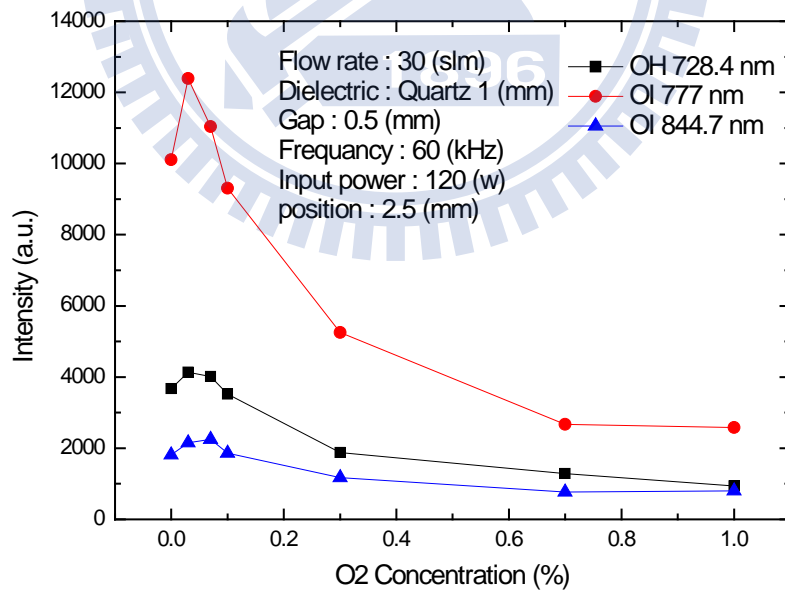 14000
12000
10000
8000
6000
4000
2000
0
Intensity (a.u.)
1896
Flow rate : 30 (slm)
Dielectric : Quartz 1 (mm)
Gap : 0.5 (mm)
Frequancy : 60 (kHz)
Input power : 120 (w)
position : 2.5 (mm)
OH 728.4 nm
OI 777 nm
OI 844.7 nm
0.0 0.2 0.4 0.6 0.8 1.0
O2 Concentration (%)